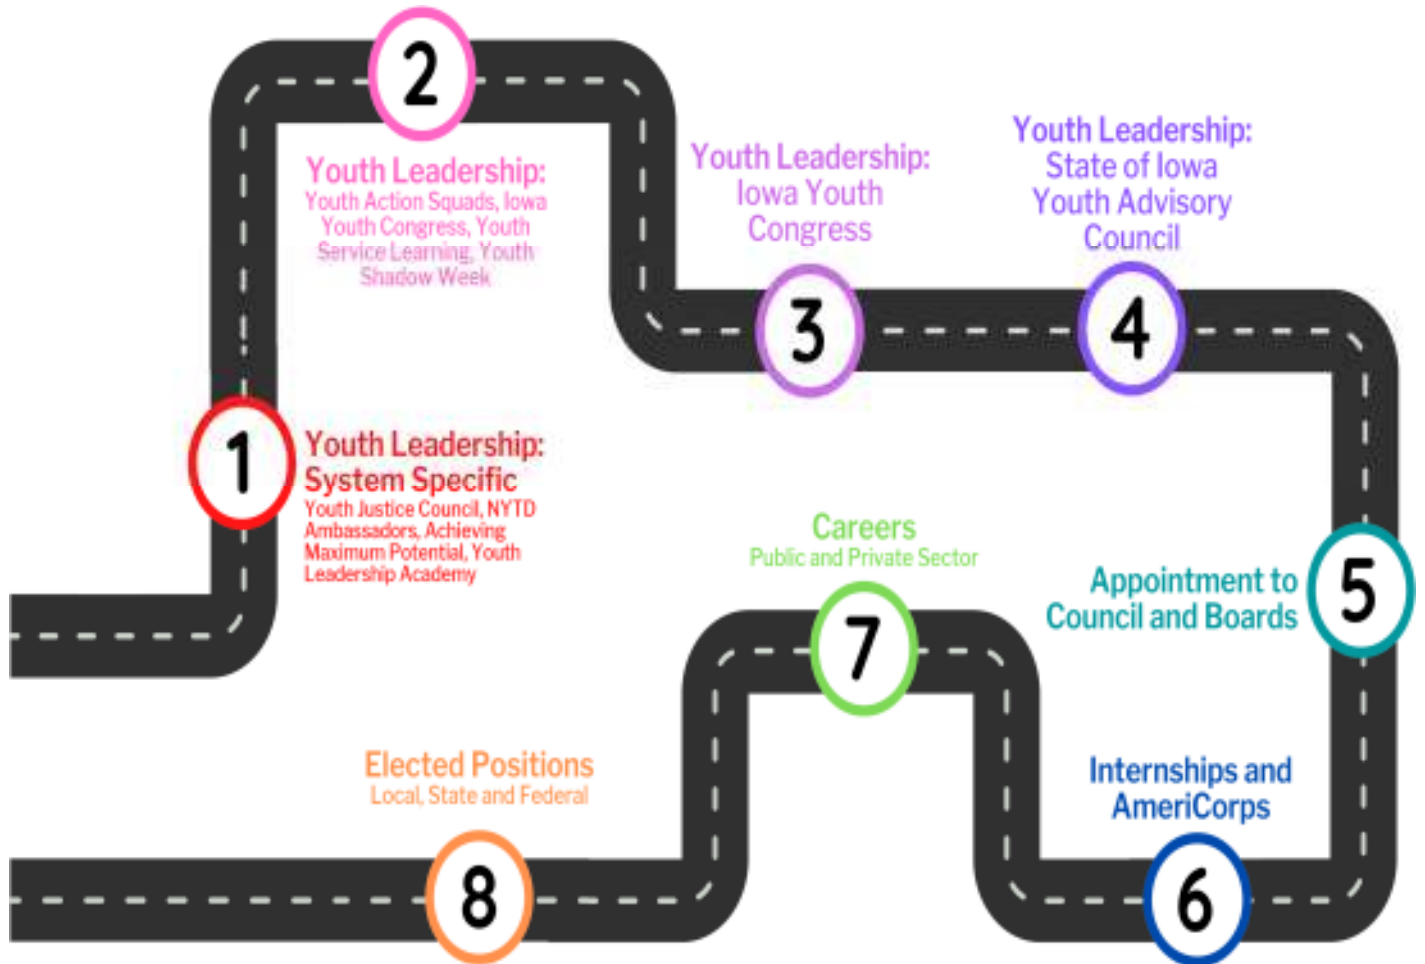 1
Youth Leadership:
System Specific
Youth Justice Council, NYTD
Ambassadors, Achieving
Maximum Potential, Youth
Leadership Academy
2
Youth Leadership:
Youth Action Squads, Iowa
Youth Congress, Youth
Service Learning, Youth
Shadow Week
Youth Leadership:
Iowa Youth
Congress
3
Youth Leadership:
State of Iowa
Youth Advisory
Council
4
Appointment to
Council and Boards
5
Internships and
AmeriCorps
6
Careers
Public and Private Sector
7
Elected Positions
Local, State and Federal
8